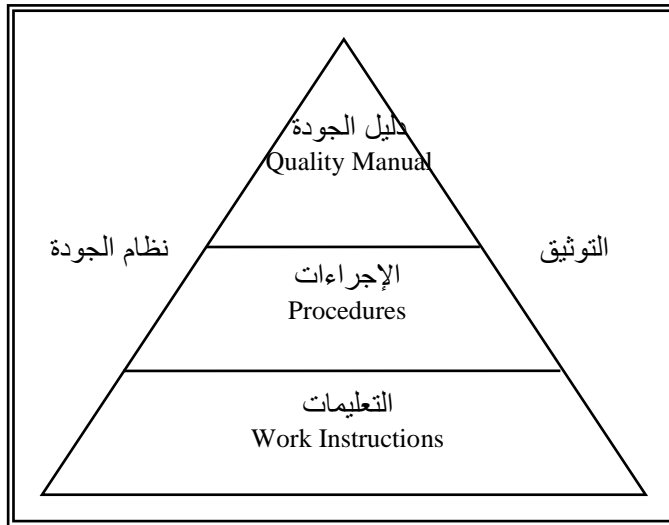 دليل الجودة
Quality Manual
التوثيق
نظام الجودة
الإجراءات
Procedures
التعليمات
Work Instructions